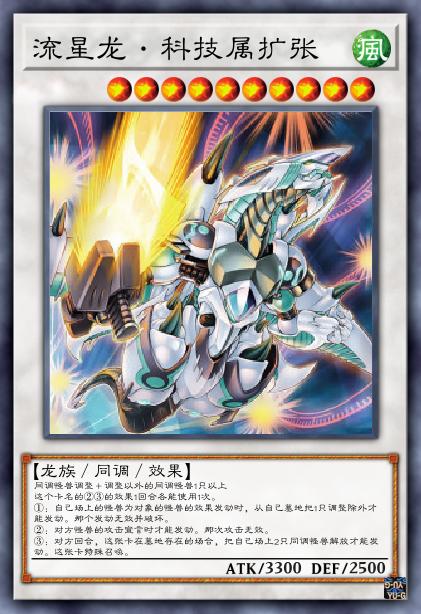 流星龙・科技属扩张
風
【龙族/同调/效果】
同调怪兽调整+调整以外的同调怪兽1只以上
这个卡名的②③的效果1回合各能使用1次。
①：自己场上的怪兽为对象的怪兽的效果发动时，从自己墓地把1只调整除外才
能发动。那个发动无效并破坏。
②：对方怪兽的攻击宣言时才能发动。那次攻击无效。
③：对方回合，这张卡在墓地存在的场合，把自己场上2只同调怪兽解放才能发
动。这张卡特殊召唤。
ATK/3300 DEF/2500